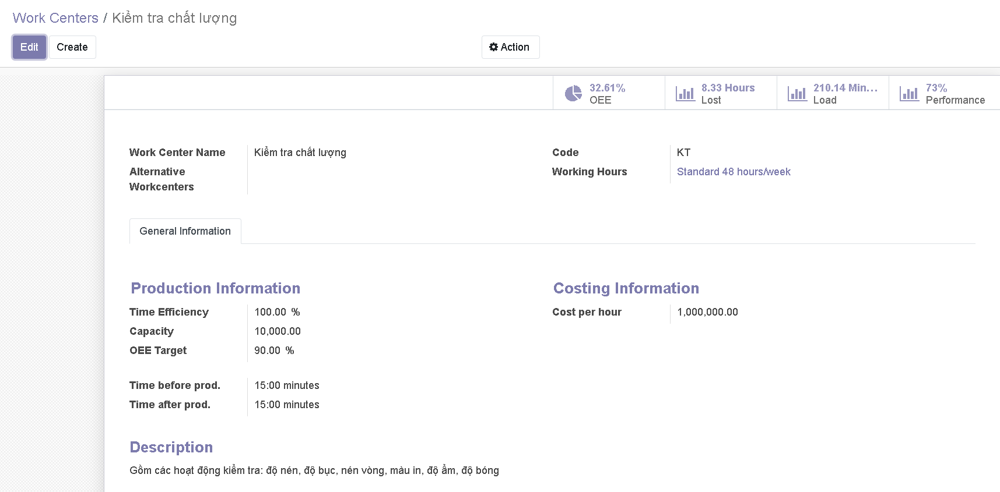 Work Centers / Kiểm tra chất lượng
Edit Create Action
32.61% OEE
8.33 Hours Lost
210.14 Min... Load
73% Performance
Work Center Name Kiểm tra chất lượng
Alternative Workcenters
Code KT
Working Hours Standard 48 hours/week
General Information
Production Information
Time Efficiency 100.00 %
Capacity 10,000.00
OEE Target 90.00 %
Time before prod. 15:00 minutes
Time after prod. 15:00 minutes
Costing Information
Cost per hour 1,000,000.00
Description
Gồm các hoạt động kiểm tra: độ nén, độ bục, nén vòng, màu in, độ ẩm, độ bóng